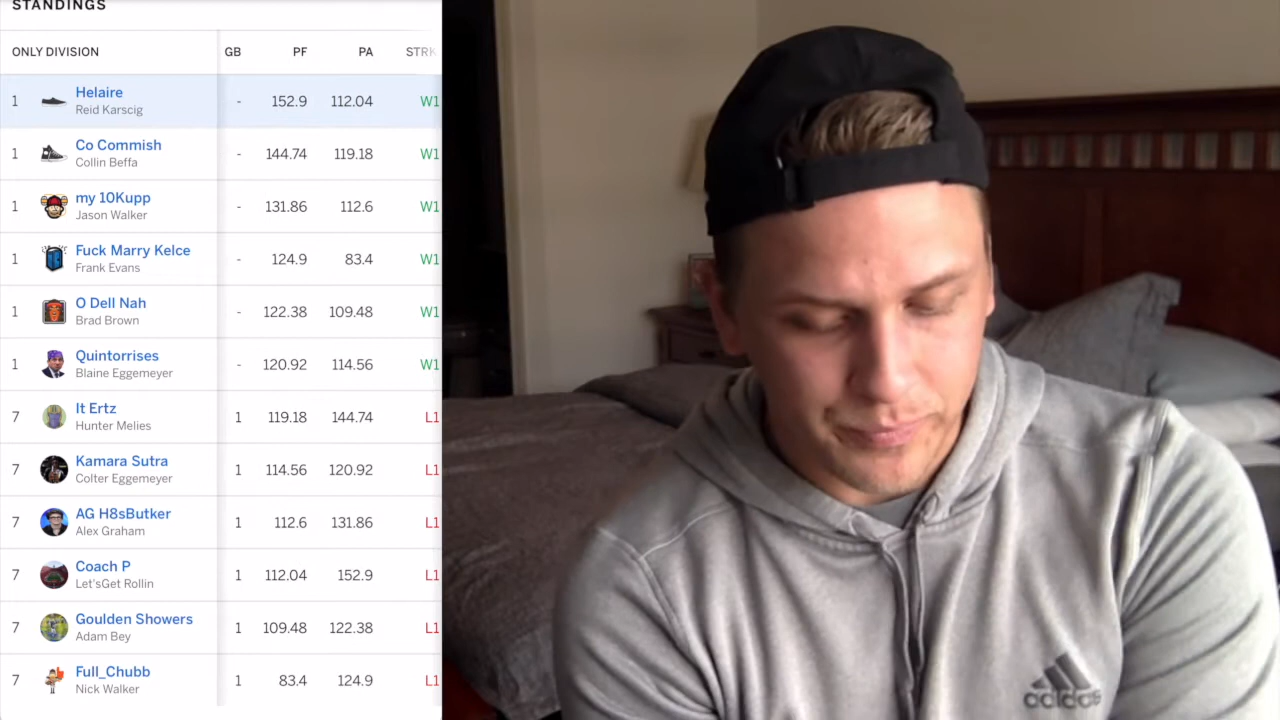 STANDINGS
ONLY DIVISION GB PF PA STRK
1 Helaire - 152.9 112.04 W1
Reid Karscig
1 Co Commish - 144.74 119.18 W1
Collin Beffa
1 my 10Kupp - 131.86 112.6 W1
Jason Walker
1 Fuck Marry Kelce - 124.9 83.4 W1
Frank Evans
1 O Dell Nah - 122.38 109.48 W1
Brad Brown
1 Quintorrises - 120.92 114.56 W1
Blaine Eggemeyer
7 It Ertz 1 119.18 144.74 L1
Hunter Melies
7 Kamara Sutra 1 114.56 120.92 L1
Colter Eggemeyer
7 AG H8sButker 1 112.6 131.86 L1
Alex Graham
7 Coach P 1 112.04 152.9 L1
Let'sGet Rollin
7 Goulden Showers 1 109.48 122.38 L1
Adam Bey
7 Full_Chubb 1 83.4 124.9 L1
Nick Walker
adidas